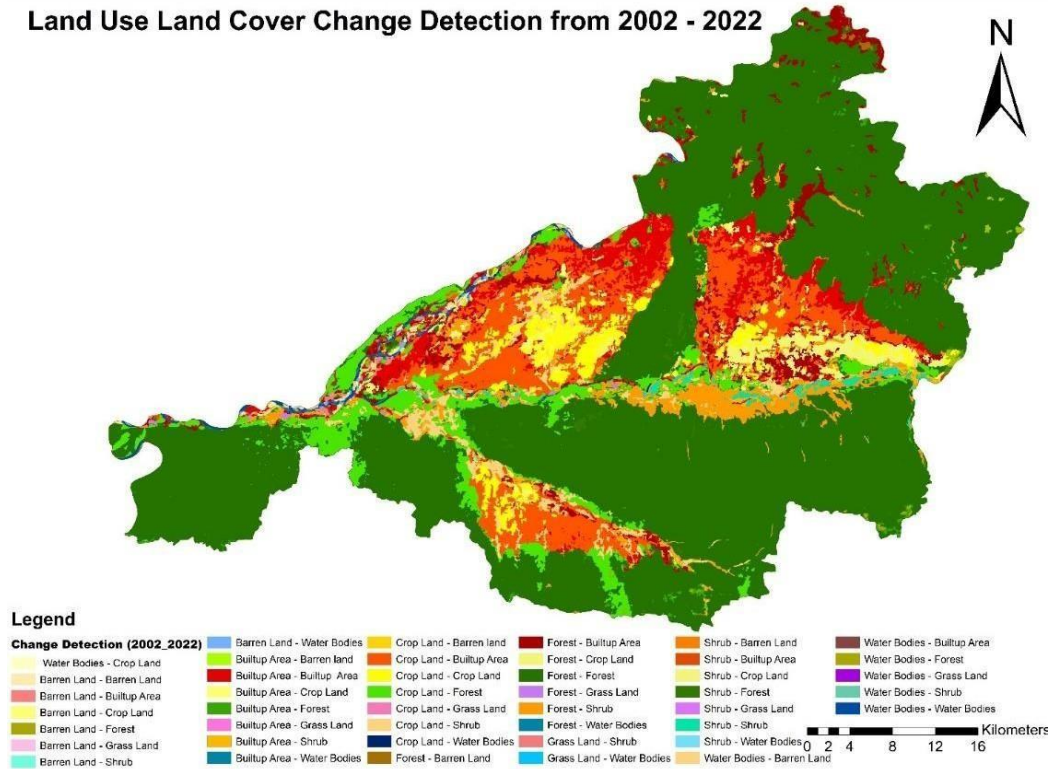 Land Use Land Cover Change Detection from 2002 - 2022
N
Legend
Change Detection (2002_2022)
Water Bodies - Crop Land
Barren Land - Barren Land
Barren Land - Builtup Area
Barren Land - Crop Land
Barren Land - Forest
Barren Land - Grass Land
Barren Land - Shrub
Barren Land - Water Bodies
Builtup Area - Barren land
Builtup Area - Builtup Area
Builtup Area - Crop Land
Builtup Area - Forest
Builtup Area - Grass Land
Builtup Area - Shrub
Builtup Area - Water Bodies
Crop Land - Barren land
Crop Land - Builtup Area
Crop Land - Crop Land
Crop Land - Forest
Crop Land - Grass Land
Crop Land - Shrub
Crop Land - Water Bodies
Forest - Barren Land
Forest - Builtup Area
Forest - Crop Land
Forest - Forest
Forest - Grass Land
Forest - Shrub
Forest - Water Bodies
Grass Land - Shrub
Grass Land - Water Bodies
Shrub - Barren Land
Shrub - Builtup Area
Shrub - Crop Land
Shrub - Forest
Shrub - Grass Land
Shrub - Shrub
Shrub - Water Bodies
Water Bodies - Barren Land
Water Bodies - Builtup Area
Water Bodies - Forest
Water Bodies - Grass Land
Water Bodies - Shrub
Water Bodies - Water Bodies
Kilometers
0 2 4 8 12 16